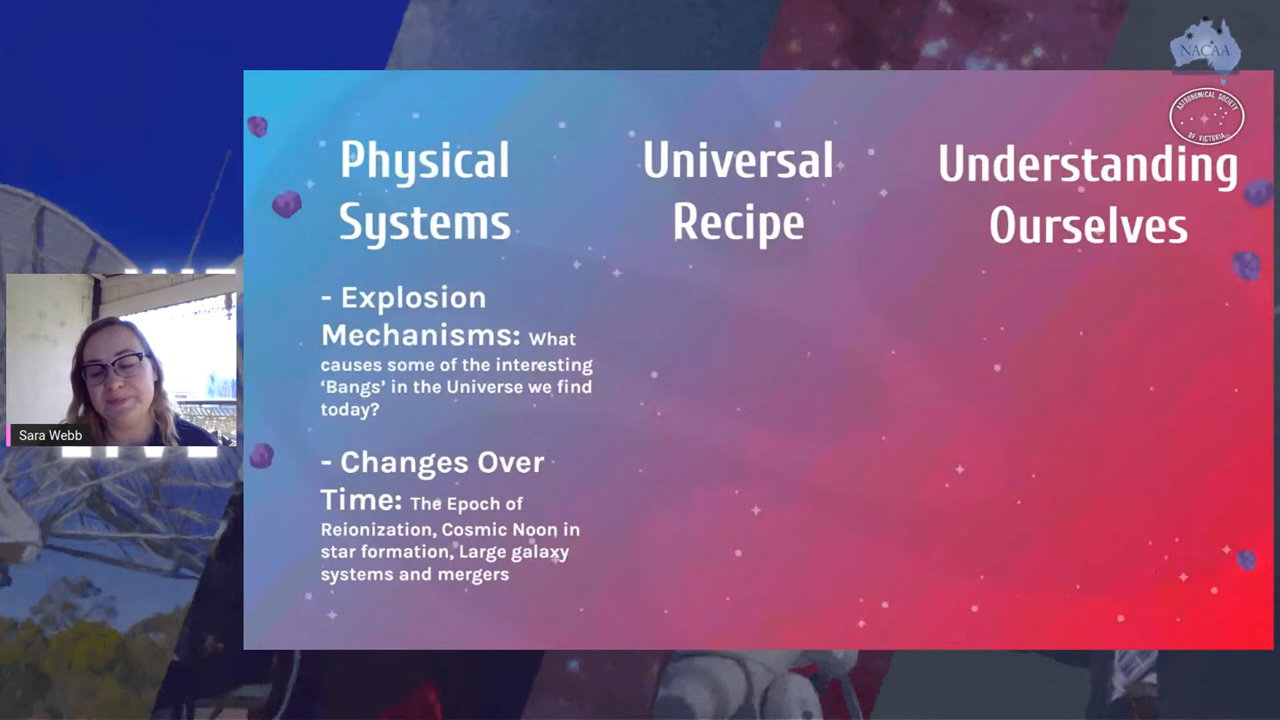 NACAA
ASTRONOMICAL SOCIETY
OF VICTORIA
Physical
Systems
Universal
Recipe
Understanding
Ourselves
- Explosion
Mechanisms: What
causes some of the interesting
‘Bangs’ in the Universe we find
today?
- Changes Over
Time: The Epoch of
Reionization, Cosmic Noon in
star formation, Large galaxy
systems and mergers
Sara Webb